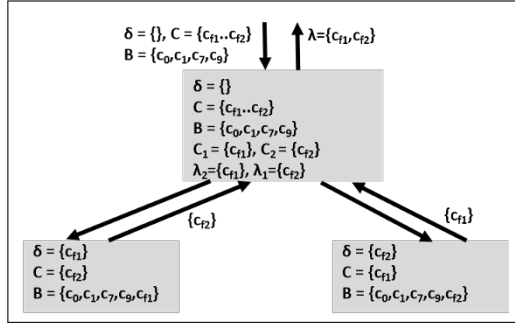 δ = {}, C = {cf1..cf2}
B = {c0,c1,c7,c9}
λ={cf1,cf2}
δ = {}
C = {cf1..cf2}
B = {c0,c1,c7,c9}
C1 = {cf1}, C2 = {cf2}
λ2={cf1}, λ1={cf2}
{cf2}
{cf1}
δ = {cf1}
C = {cf2}
B = {c0,c1,c7,c9,cf1}
δ = {cf2}
C = {cf1}
B = {c0,c1,c7,c9,cf2}